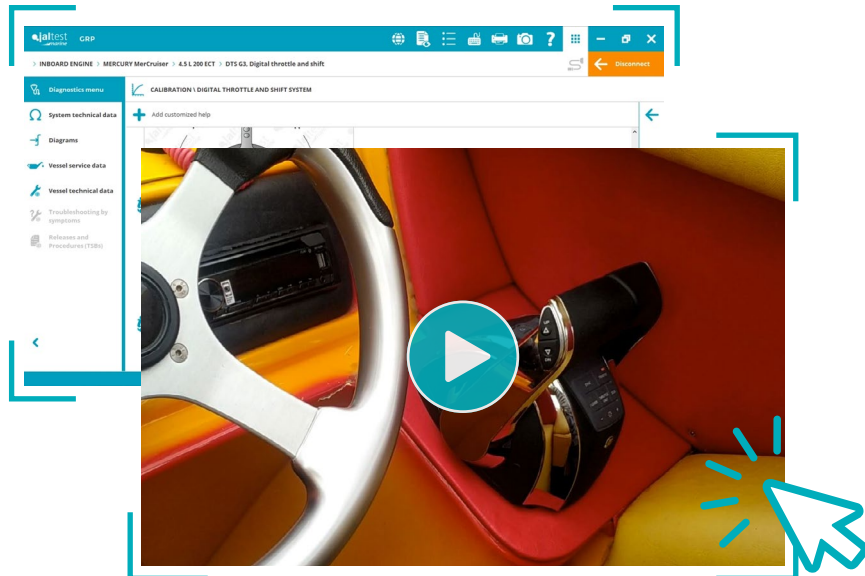 jaltest GRP
marine
INBOARD ENGINE > MERCURY MerCruiser > 4.5 L 200 ECT > DTS G3, Digital throttle and shift
Disconnect
Diagnostics menu
CALIBRATION \ DIGITAL THROTTLE AND SHIFT SYSTEM
System technical data
Add customized help
Diagrams
Vessel service data
Vessel technical data
Troubleshooting by
symptoms
Releases and
Procedures (TSBs)